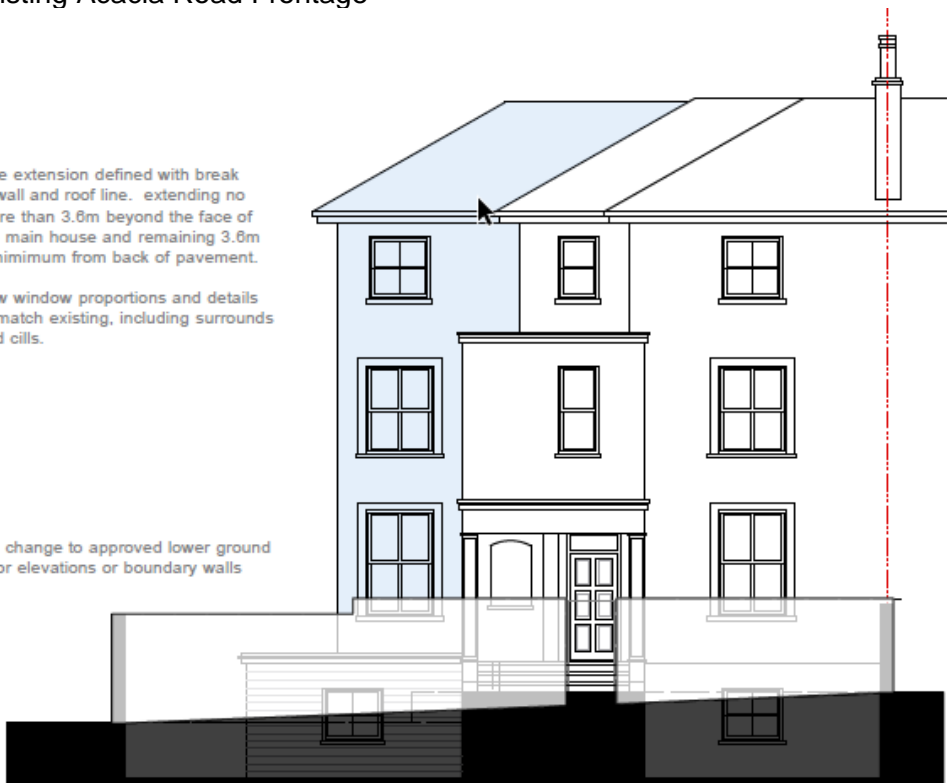 isting Acacia Road Frontage
e extension defined with break
wall and roof line. extending no
re than 3.6m beyond the face of
main house and remaining 3.6m
nimimum from back of pavement.
w window proportions and details
match existing, including surrounds
d cills.
change to approved lower ground
or elevations or boundary walls